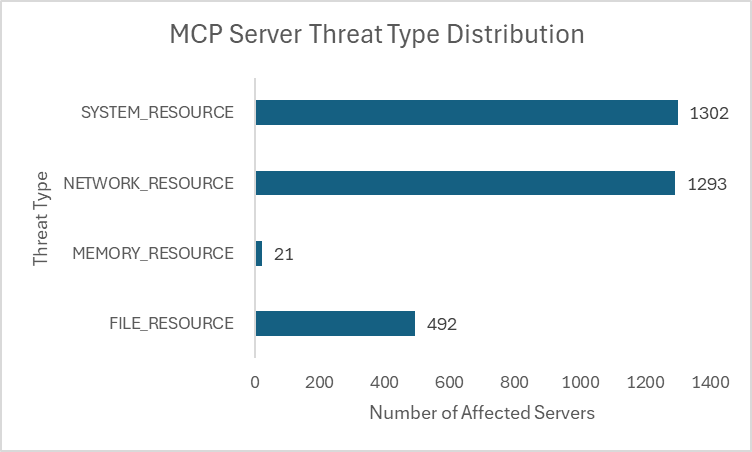 MCP Server Threat Type Distribution
Threat Type
SYSTEM_RESOURCE
1302
NETWORK_RESOURCE
1293
MEMORY_RESOURCE
21
FILE_RESOURCE
492
0 200 400 600 800 1000 1200 1400
Number of Affected Servers